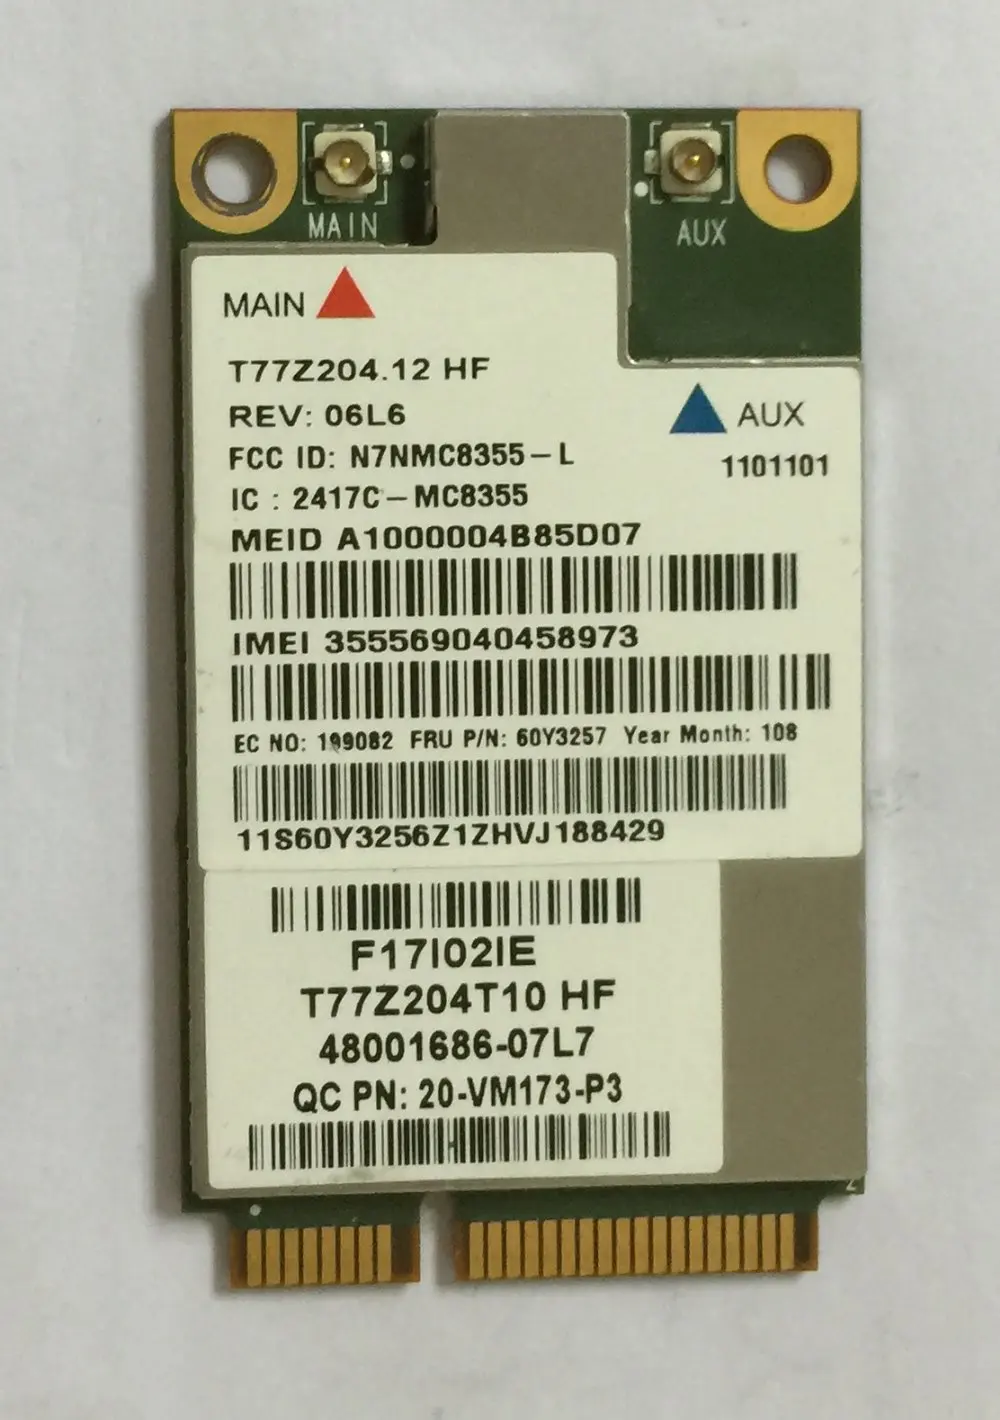 MAIN
AUX
MAIN
T77Z204.12 HF
REV: 06L6
AUX
FCC ID: N7NMC8355-L
1101101
IC : 2417C-MC8355
MEID A1000004B85D07
IMEI 355569040458973
EC NO: 199082 FRU P/N: 60Y3257 Year Month: 108
11S60Y3256Z1ZHVJ188429
F17I02IE
T77Z204T10 HF
48001686-07L7
QC PN: 20-VM173-P3